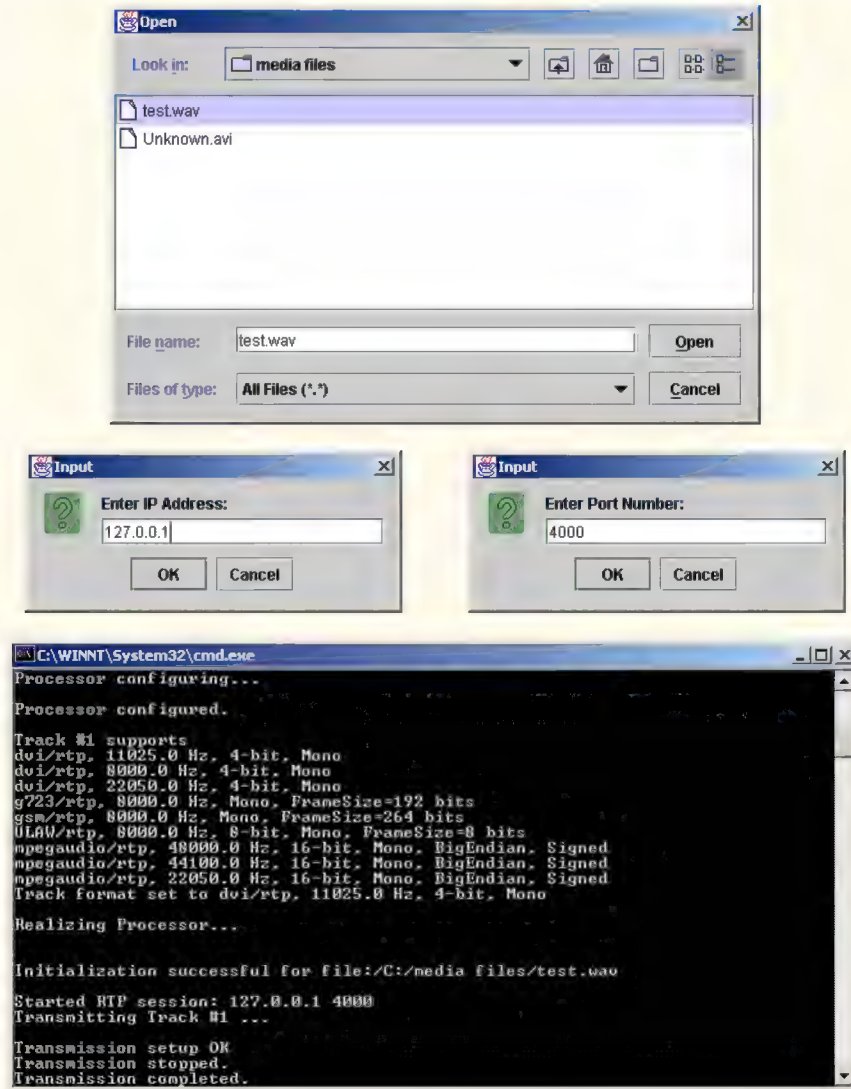 Open
Look in: media files
test.wav
Unknown.avi
File name: test.wav Open
Files of type: All Files (*.*) Cancel
Input
Enter IP Address:
127.0.0.1
OK Cancel
Input
Enter Port Number:
4000
OK Cancel
C:\WINNT\System32\cmd.exe
Processor configuring...
Processor configured.
Track #1 supports
dvi/rtp, 11025.0 Hz, 4-bit, Mono
dvi/rtp, 8000.0 Hz, 4-bit, Mono
dvi/rtp, 22050.0 Hz, 4-bit, Mono
g723/rtp, 8000.0 Hz, Mono, FrameSize=192 bits
gsm/rtp, 8000.0 Hz, Mono, FrameSize=264 bits
ULAW/rtp, 8000.0 Hz, 8-bit, Mono, FrameSize=8 bits
mpegaudio/rtp, 48000.0 Hz, 16-bit, Mono, BigEndian, Signed
mpegaudio/rtp, 44100.0 Hz, 16-bit, Mono, BigEndian, Signed
mpegaudio/rtp, 22050.0 Hz, 16-bit, Mono, BigEndian, Signed
Track format set to dvi/rtp, 11025.0 Hz, 4-bit, Mono
Realizing Processor...
Initialization successful for file:/C:/media files/test.wav
Started RTP session: 127.0.0.1 4000
Transmitting Track #1 ...
Transmission setup OK
Transmission stopped.
Transmission completed.